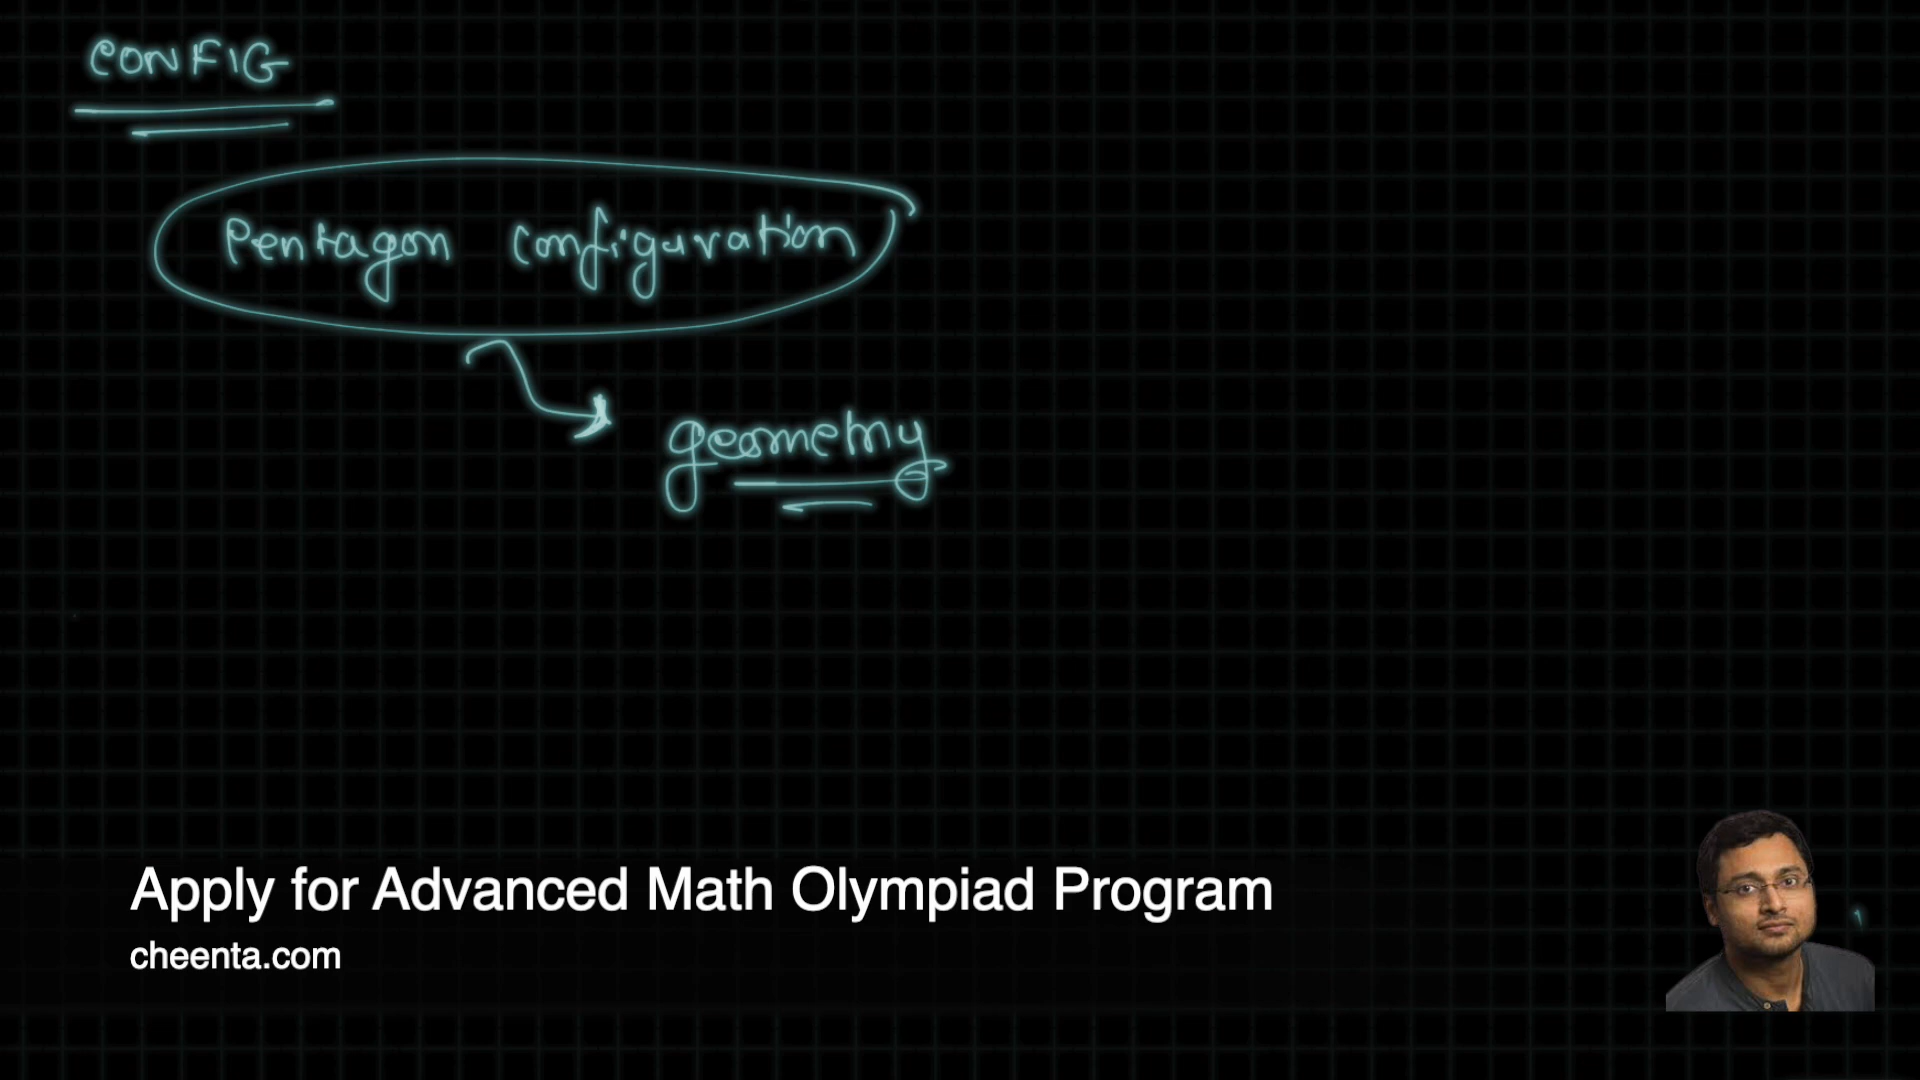 CONFIG
Pentagon configuration
geometry
Apply for Advanced Math Olympiad Program
cheenta.com